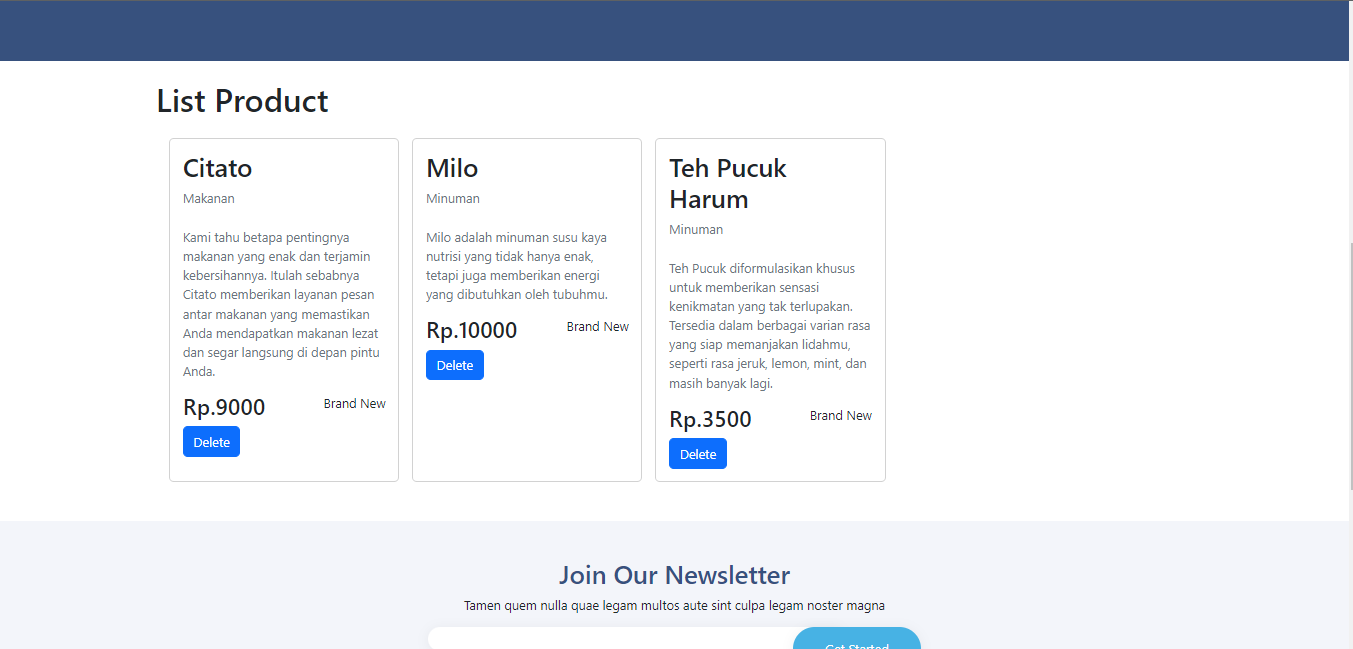 List Product
Citato
Makanan
Kami tahu betapa pentingnya
makanan yang enak dan terjamin
kebersihannya. Itulah sebabnya
Citato memberikan layanan pesan
antar makanan yang memastikan
Anda mendapatkan makanan lezat
dan segar langsung di depan pintu
Anda.
Rp.9000
Brand New
Delete
Milo
Minuman
Milo adalah minuman susu kaya
nutrisi yang tidak hanya enak,
tetapi juga memberikan energi
yang dibutuhkan oleh tubuhmu.
Rp.10000
Brand New
Delete
Teh Pucuk
Harum
Minuman
Teh Pucuk diformulasikan khusus
untuk memberikan sensasi
kenikmatan yang tak terlupakan.
Tersedia dalam berbagai varian rasa
yang siap memanjakan lidahmu,
seperti rasa jeruk, lemon, mint, dan
masih banyak lagi.
Rp.3500
Brand New
Delete
Join Our Newsletter
Tamen quem nulla quae legam multos aute sint culpa legam noster magna
Get Started